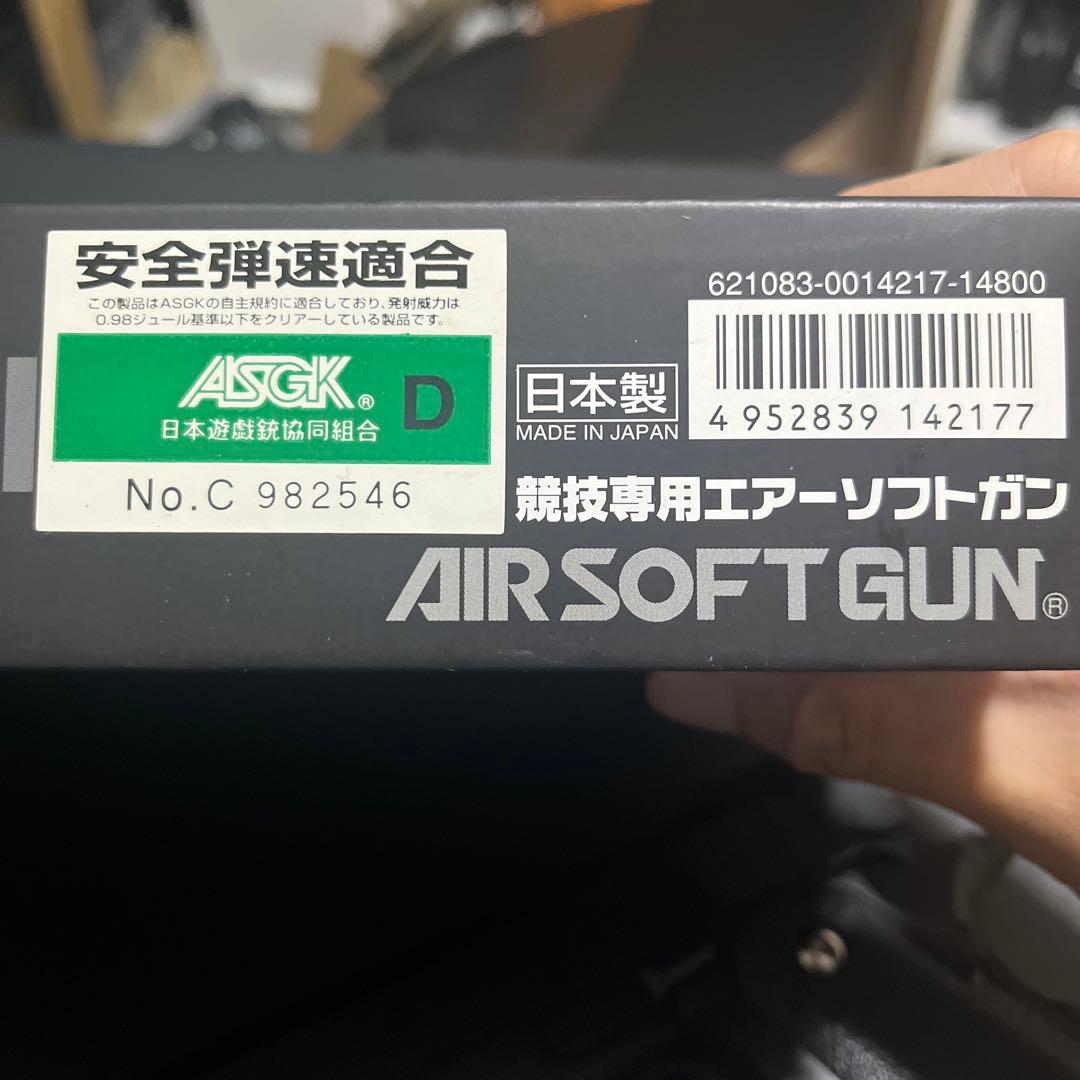 安全弾速適合
この製品はASGKの自主規約に適合しており、発射威力は
0.98ジュール基準以下をクリアーしている製品です。
ASGK® D
日本遊戯銃協同組合
No.C 982546
621083-0014217-14800
日本製
MADE IN JAPAN
4 952839 142177
競技専用エアーソフトガン
AIR SOFT GUN®